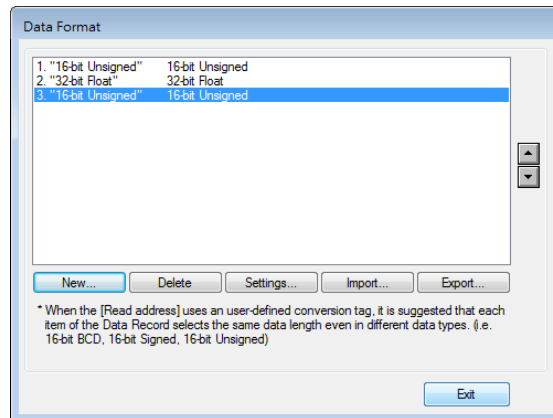 Data Format
1. "16-bit Unsigned" 16-bit Unsigned
2. "32-bit Float" 32-bit Float
3. "16-bit Unsigned" 16-bit Unsigned
New... Delete Settings... Import... Export...
* When the [Read address] uses an user-defined conversion tag, it is suggested that each
item of the Data Record selects the same data length even in different data types. (i.e.
16-bit BCD, 16-bit Signed, 16-bit Unsigned)
Exit